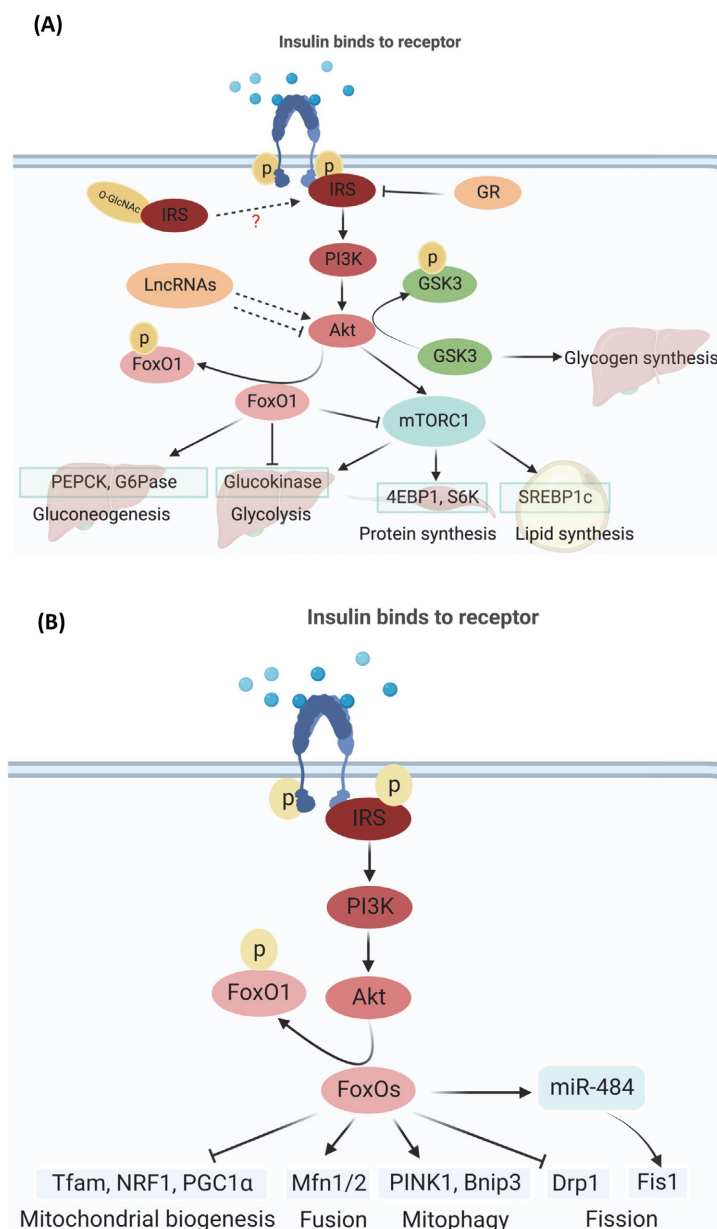 (A)
Insulin binds to receptor
p
p
O-GlcNAc
IRS
IRS
GR
?
PI3K
p
GSK3
LncRNAs
Akt
p
FoxO1
GSK3
Glycogen synthesis
FoxO1
mTORC1
PEPCK, G6Pase
Glucokinase
4EBP1, S6K
SREBP1c
Gluconeogenesis
Glycolysis
Protein synthesis
Lipid synthesis
(B)
Insulin binds to receptor
p
p
IRS
PI3K
p
FoxO1
Akt
FoxOs
miR-484
Tfam, NRF1, PGC1α
Mfn1/2
PINK1, Bnip3
Drp1
Fis1
Mitochondrial biogenesis
Fusion
Mitophagy
Fission